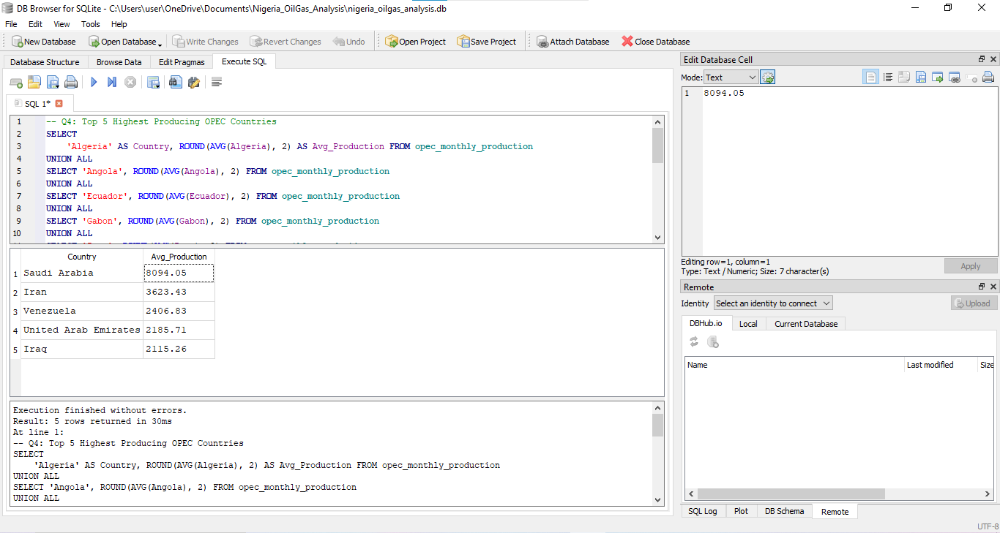 DB Browser for SQLite - C:\Users\user\OneDrive\Documents\Nigeria_OilGas_Analysis\nigeria_oilgas_analysis.db
File Edit View Tools Help
New Database Open Database Write Changes Revert Changes Undo Open Project Save Project Attach Database Close Database
Database Structure Browse Data Edit Pragmas Execute SQL
SQL 1*
1 -- Q4: Top 5 Highest Producing OPEC Countries
2 SELECT
3 'Algeria' AS Country, ROUND(AVG(Algeria), 2) AS Avg_Production FROM opec_monthly_production
4 UNION ALL
5 SELECT 'Angola', ROUND(AVG(Angola), 2) FROM opec_monthly_production
6 UNION ALL
7 SELECT 'Ecuador', ROUND(AVG(Ecuador), 2) FROM opec_monthly_production
8 UNION ALL
9 SELECT 'Gabon', ROUND(AVG(Gabon), 2) FROM opec_monthly_production
10 UNION ALL
Country Avg_Production
1 Saudi Arabia 8094.05
2 Iran 3623.43
3 Venezuela 2406.83
4 United Arab Emirates 2185.71
5 Iraq 2115.26
Execution finished without errors.
Result: 5 rows returned in 30ms
At line 1:
-- Q4: Top 5 Highest Producing OPEC Countries
SELECT
'Algeria' AS Country, ROUND(AVG(Algeria), 2) AS Avg_Production FROM opec_monthly_production
UNION ALL
SELECT 'Angola', ROUND(AVG(Angola), 2) FROM opec_monthly_production
UNION ALL
Edit Database Cell
Mode: Text
1 8094.05
Editing row=1, column=1
Type: Text / Numeric; Size: 7 character(s)
Apply
Remote
Identity Select an identity to connect Upload
DBHub.io Local Current Database
Name Last modified Size
SQL Log Plot DB Schema Remote
UTF-8